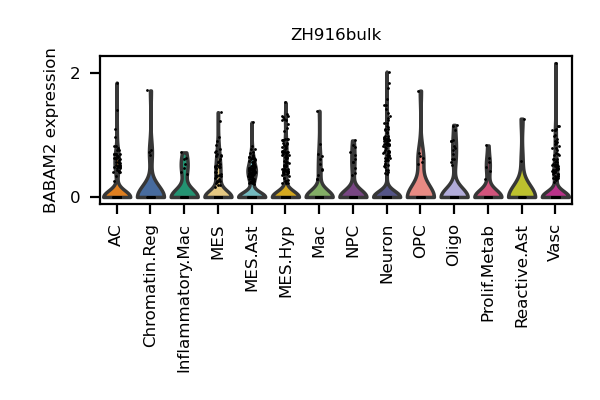 ZH916bulk
BABAM2 expression
2
0
AC
Chromatin.Reg
Inflammatory.Mac
MES
MES.Ast
MES.Hyp
Mac
NPC
Neuron
OPC
Oligo
Prolif.Metab
Reactive.Ast
Vasc